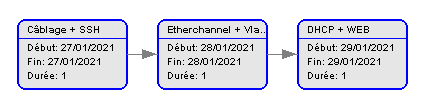 Câblage + SSH
Début: 27/01/2021
Fin: 27/01/2021
Durée: 1
Etherchannel + Vla...
Début: 28/01/2021
Fin: 28/01/2021
Durée: 1
DHCP + WEB
Début: 29/01/2021
Fin: 29/01/2021
Durée: 1